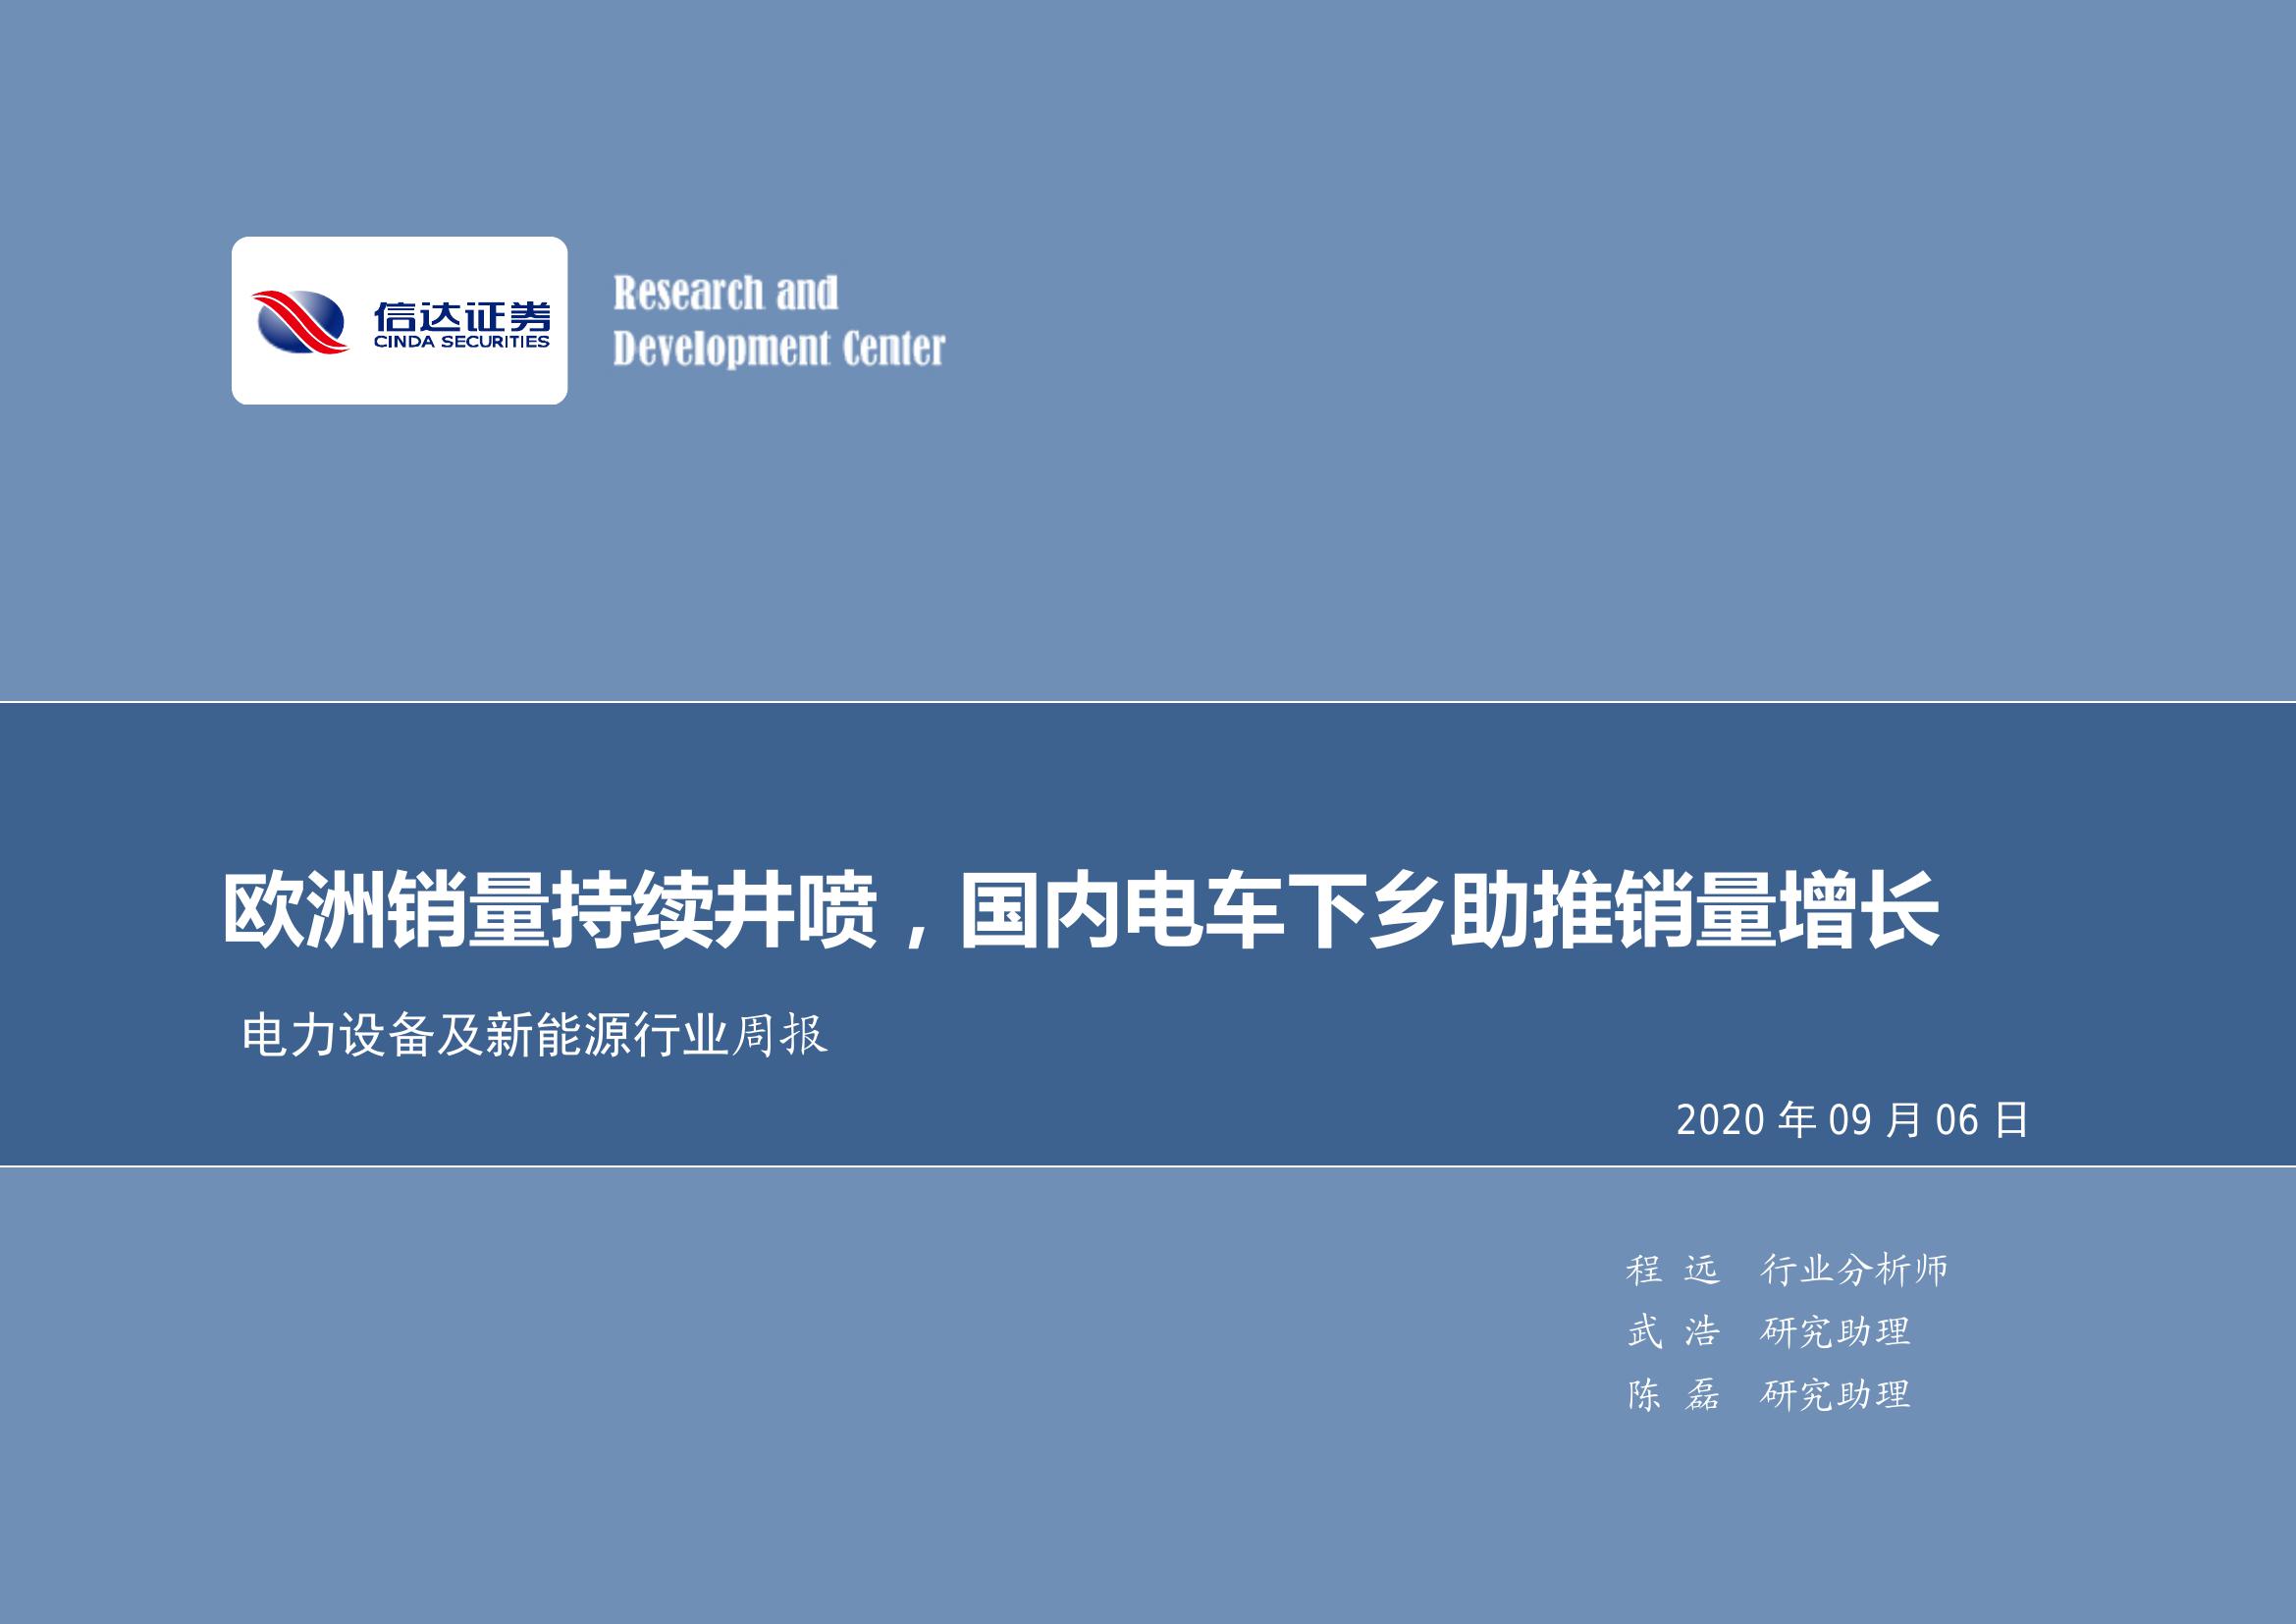 信达证券
CINDA SECURITIES
Research and
Development Center
欧洲销量持续井喷，国内电车下乡助推销量增长
电力设备及新能源行业周报
2020 年 09 月 06 日
程 远 行业分析师
武 浩 研究助理
陈 磊 研究助理